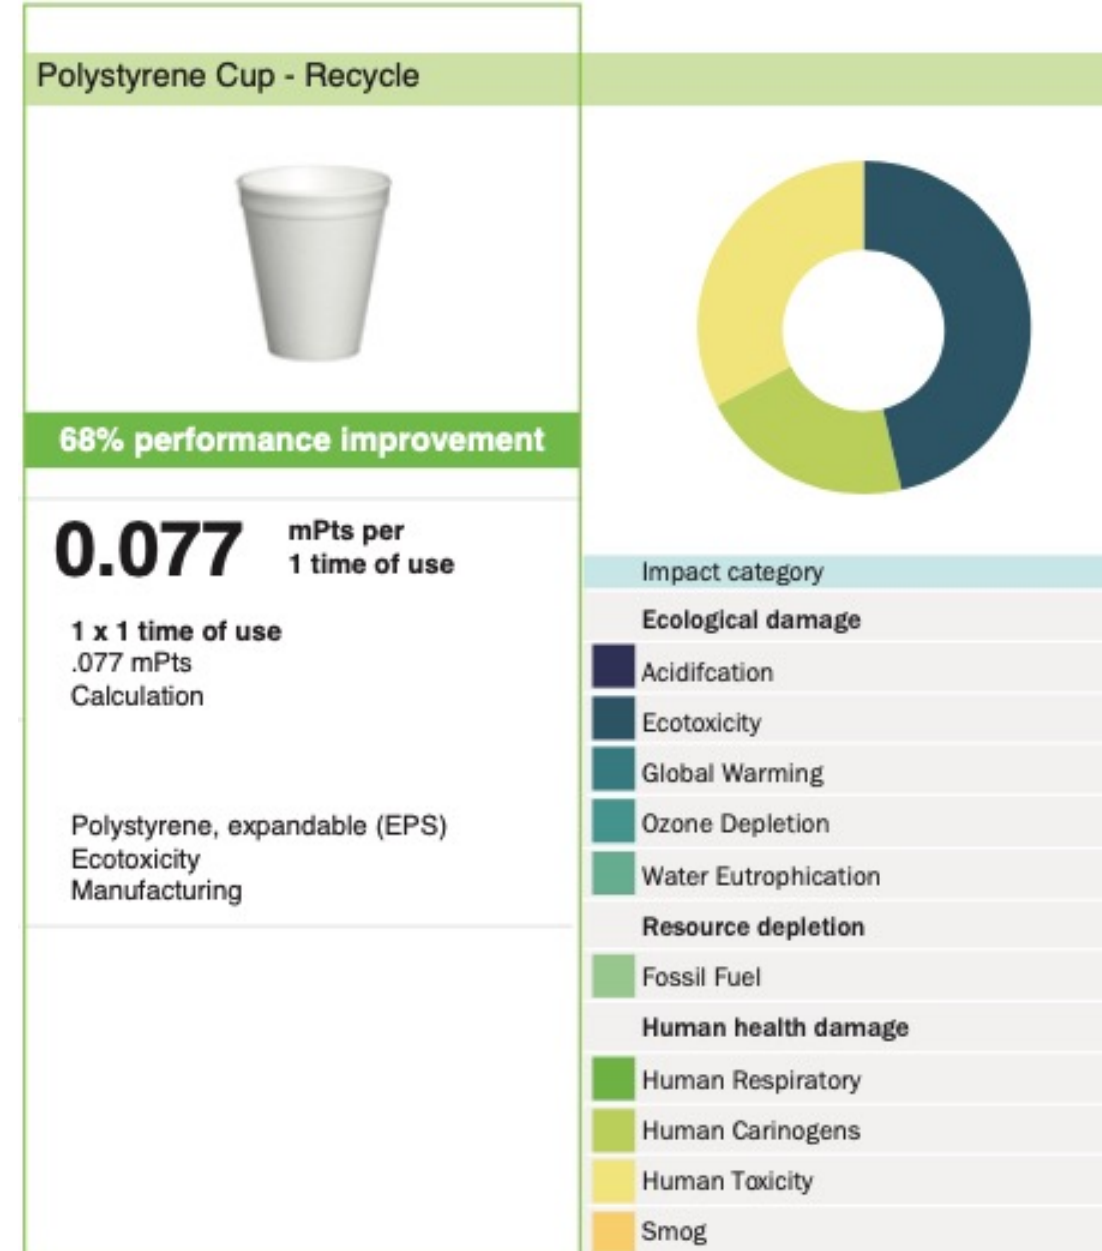 Polystyrene Cup - Recycle
68% performance improvement
0.077
mPts per
1 time of use
1 x 1 time of use
.077 mPts
Calculation
Polystyrene, expandable (EPS)
Ecotoxicity
Manufacturing
Impact category
Ecological damage
Acidifcation
Ecotoxicity
Global Warming
Ozone Depletion
Water Eutrophication
Resource depletion
Fossil Fuel
Human health damage
Human Respiratory
Human Carinogens
Human Toxicity
Smog